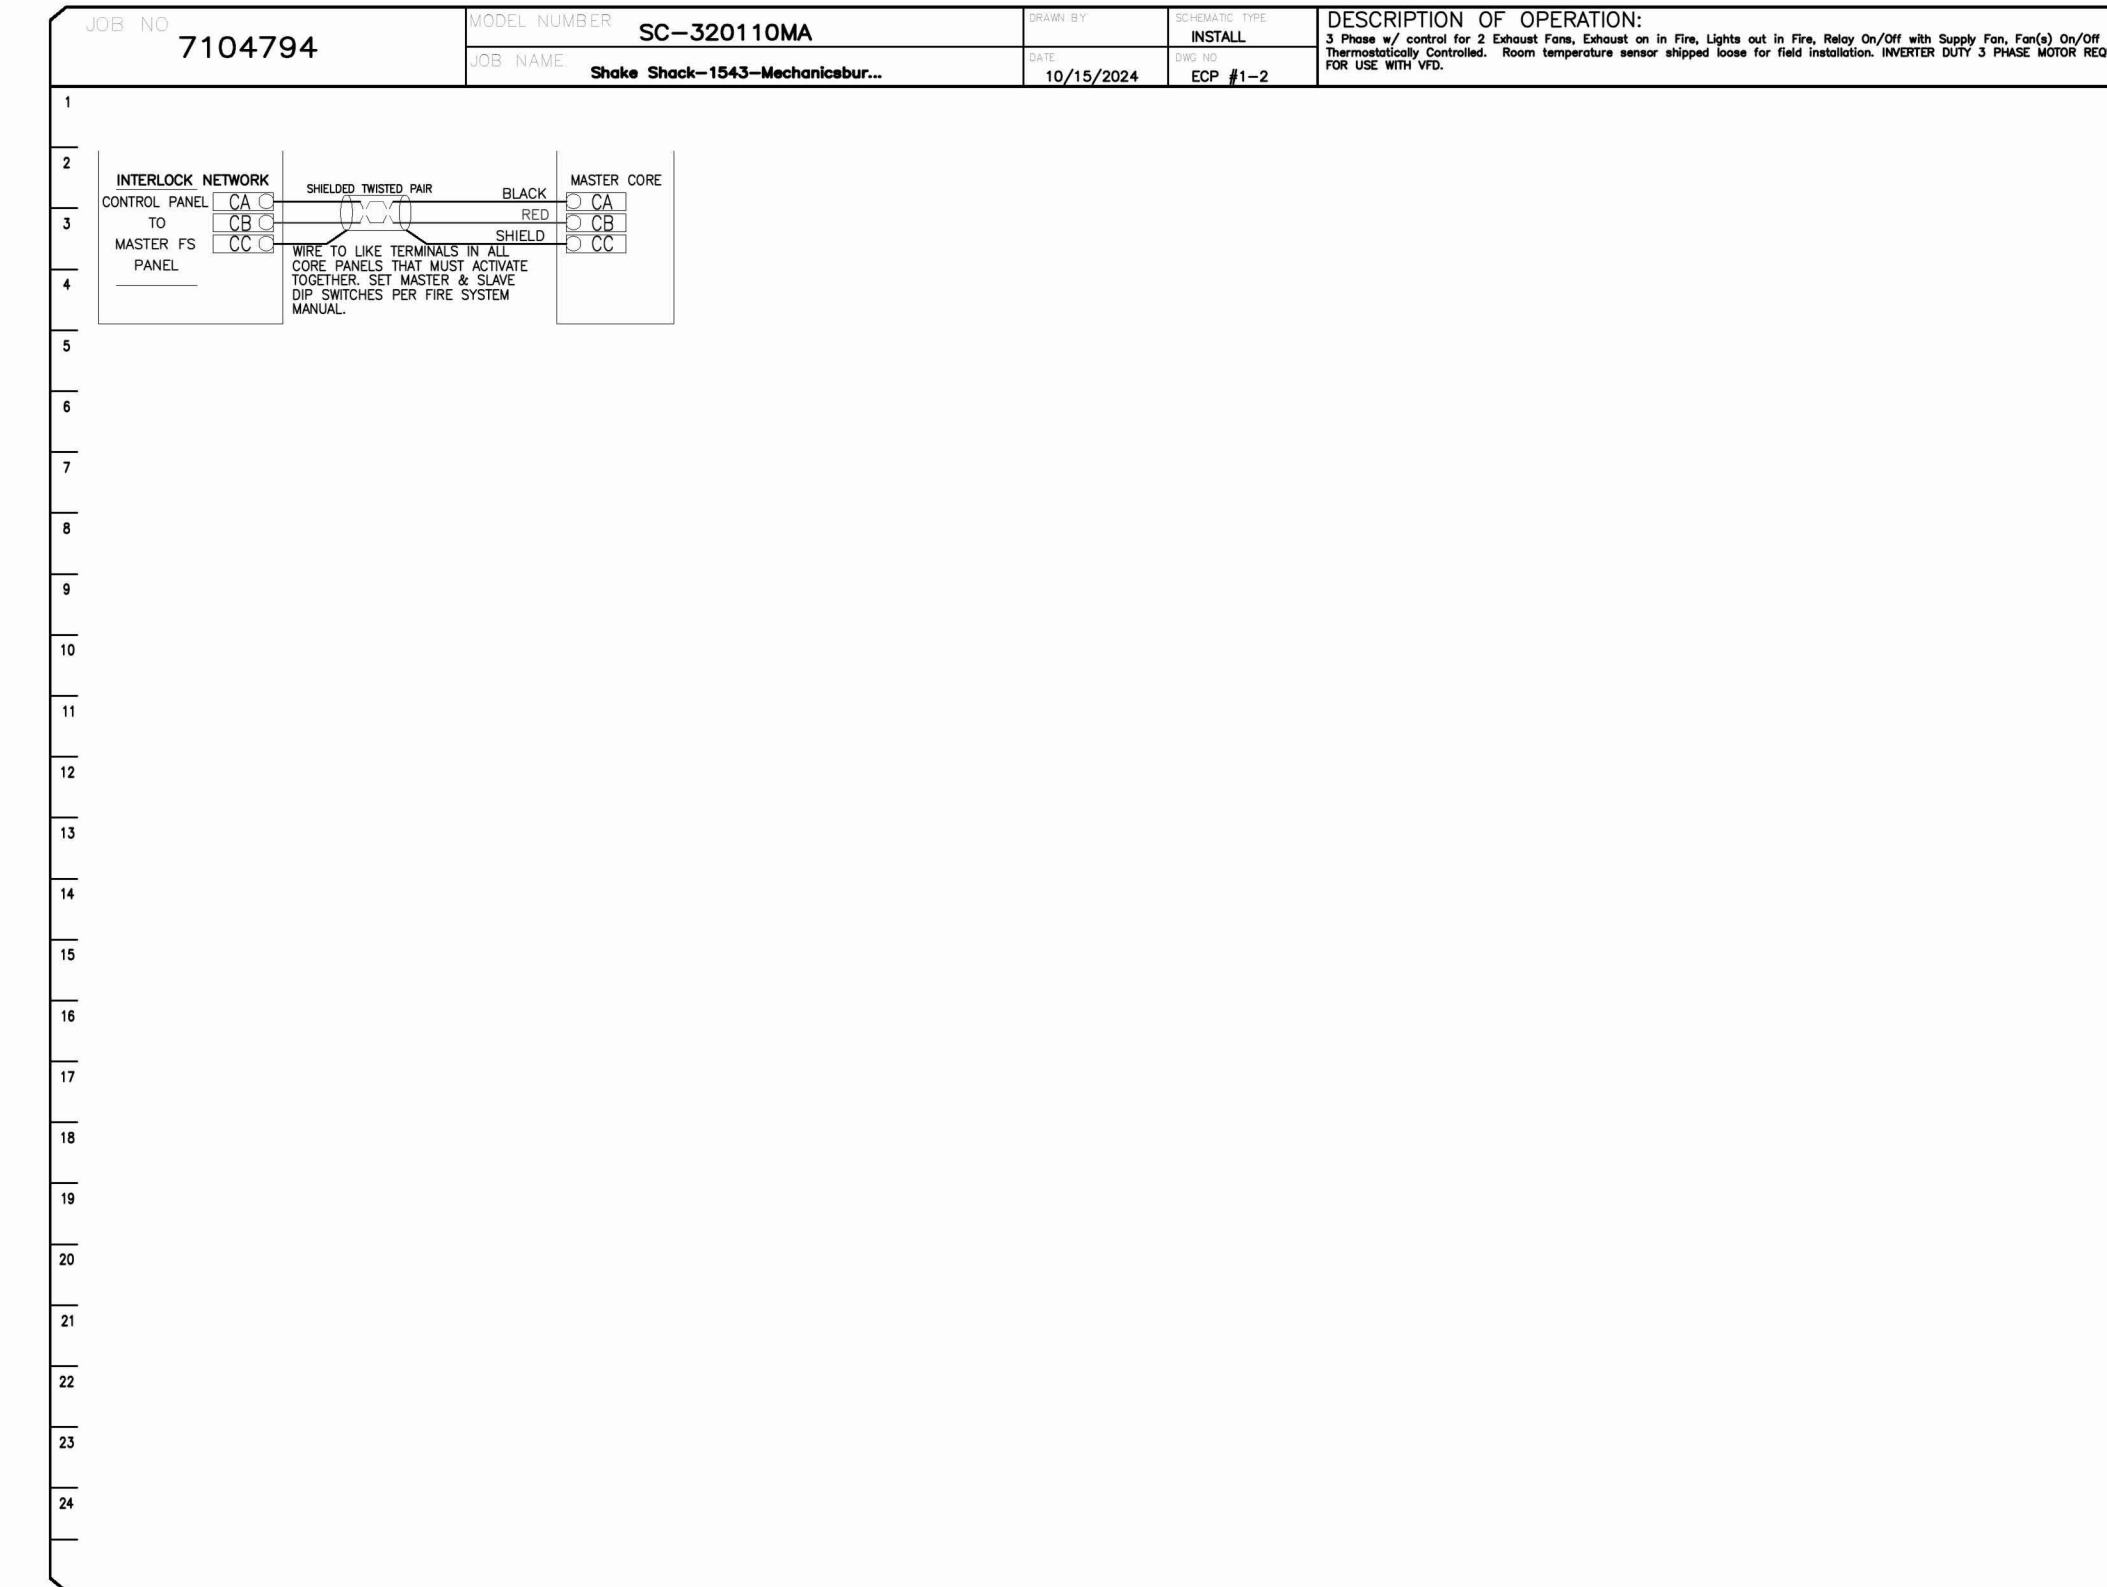 JOB NO
7104794
MODEL NUMBER
SC-320110MA
JOB NAME
Shake Shack-1543-Mechanicsbur...
DRAWN BY
DATE
10/15/2024
SCHEMATIC TYPE
INSTALL
DWG NO
ECP #1-2
DESCRIPTION OF OPERATION:
3 Phase w/ control for 2 Exhaust Fans, Exhaust on in Fire, Lights out in Fire, Relay On/Off with Supply Fan, Fan(s) On/Off
Thermostatically Controlled. Room temperature sensor shipped loose for field installation. INVERTER DUTY 3 PHASE MOTOR REQ
FOR USE WITH VFD.
1
2
3
4
INTERLOCK NETWORK
CONTROL PANEL
TO
MASTER FS
PANEL
CA
CB
CC
SHIELDED TWISTED PAIR
BLACK
RED
SHIELD
WIRE TO LIKE TERMINALS IN ALL
CORE PANELS THAT MUST ACTIVATE
TOGETHER. SET MASTER & SLAVE
DIP SWITCHES PER FIRE SYSTEM
MANUAL.
MASTER CORE
CA
CB
CC
5
6
7
8
9
10
11
12
13
14
15
16
17
18
19
20
21
22
23
24